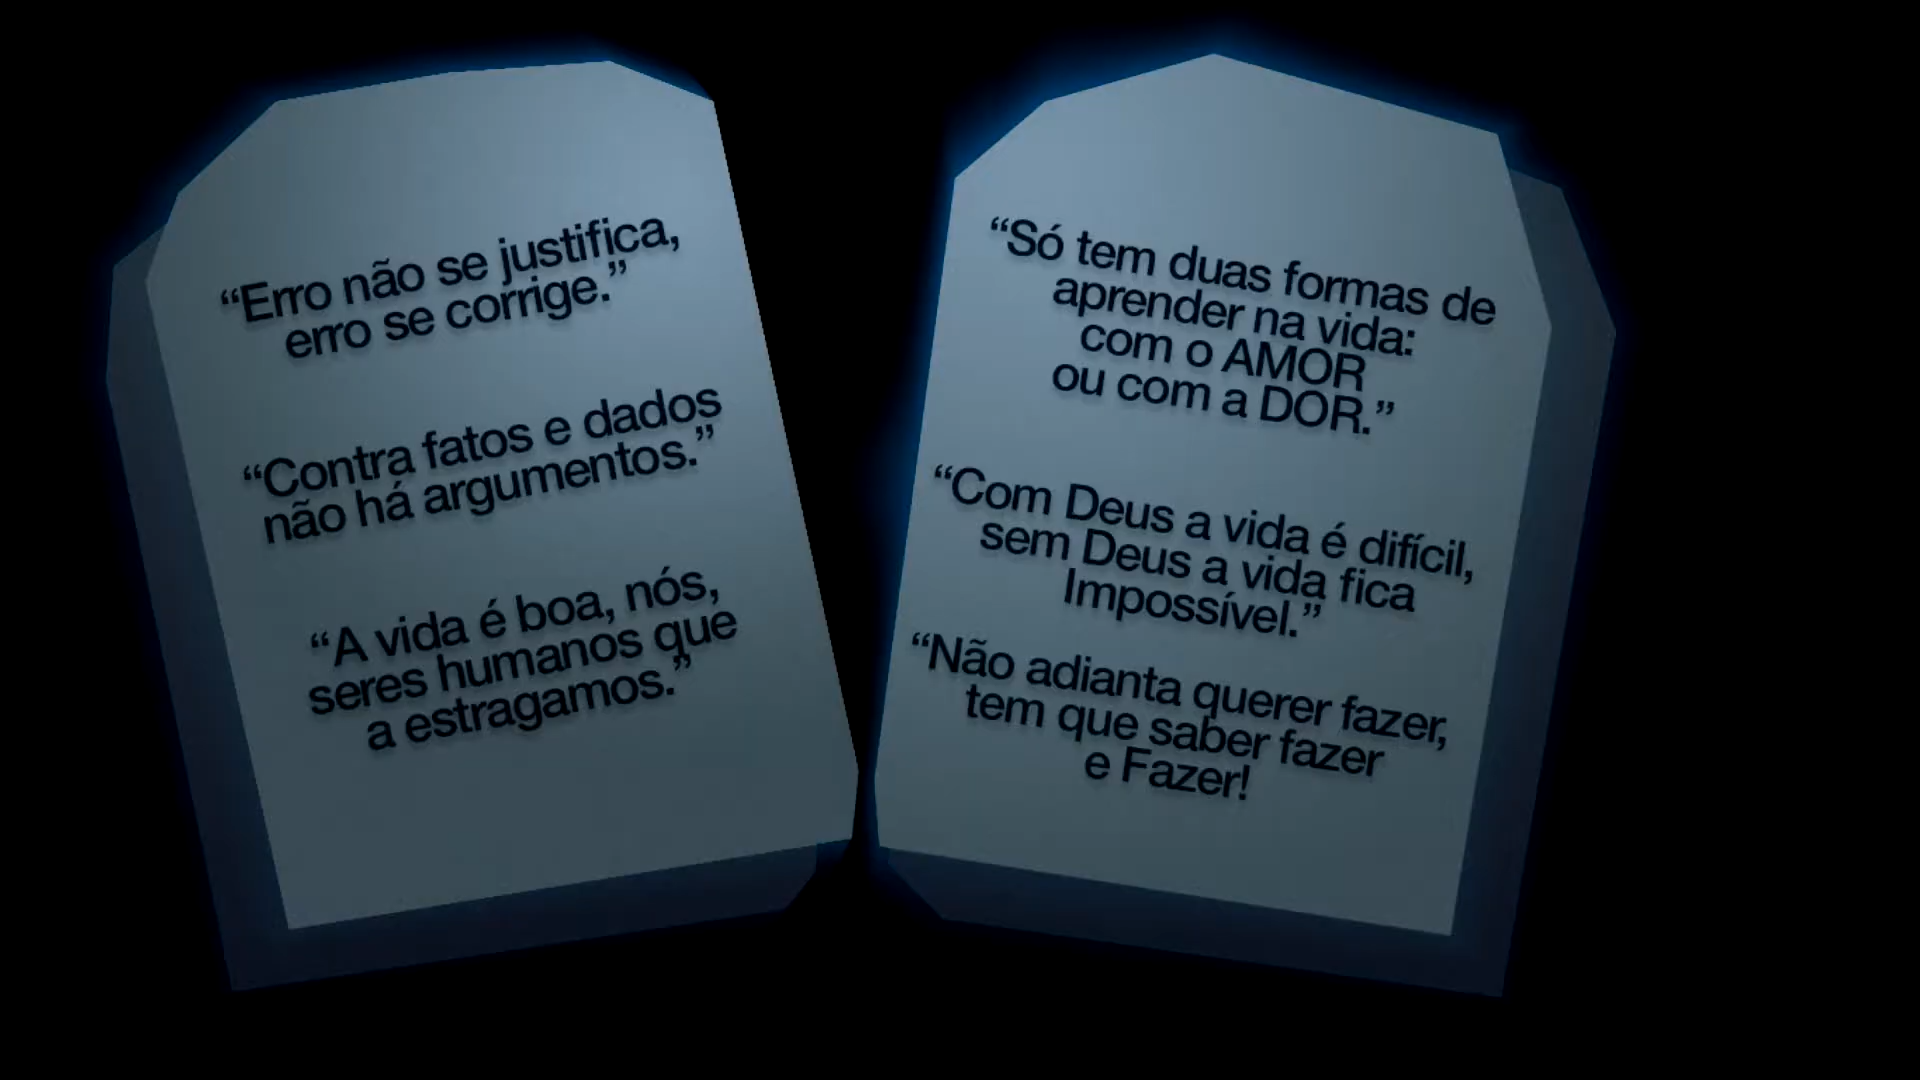 “Erro não se justifica,
erro se corrige.”
“Contra fatos e dados
não há argumentos.”
“A vida é boa, nós,
seres humanos que
a estragamos.”
“Só tem duas formas de
aprender na vida:
com o AMOR
ou com a DOR.”
“Com Deus a vida é difícil,
sem Deus a vida fica
Impossível.”
“Não adianta querer fazer,
tem que saber fazer
e Fazer!